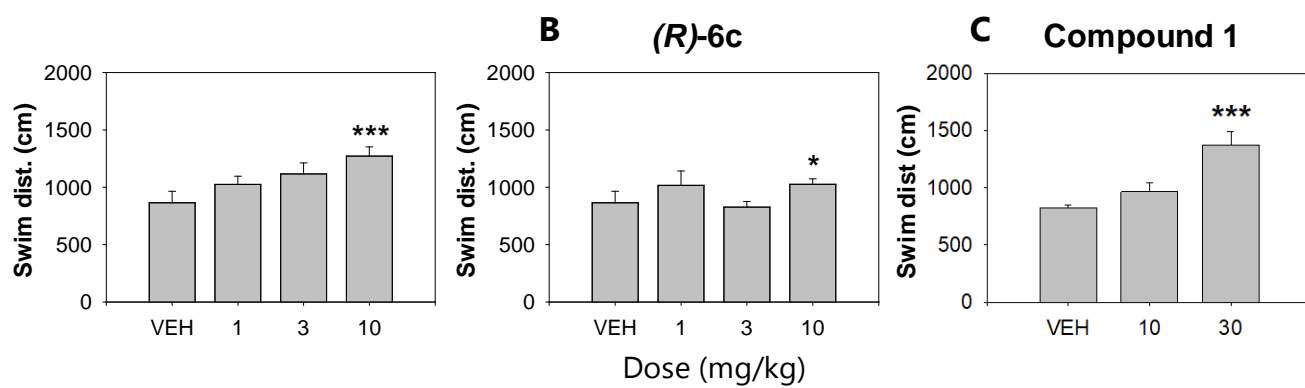 B (R)-6c
C Compound 1
Swim dist. (cm)
2000
1500
1000
500
0
***
VEH 1 3 10
Swim dist. (cm)
2000
1500
1000
500
0
*
VEH 1 3 10
Swim dist (cm)
2000
1500
1000
500
0
***
VEH 10 30
Dose (mg/kg)